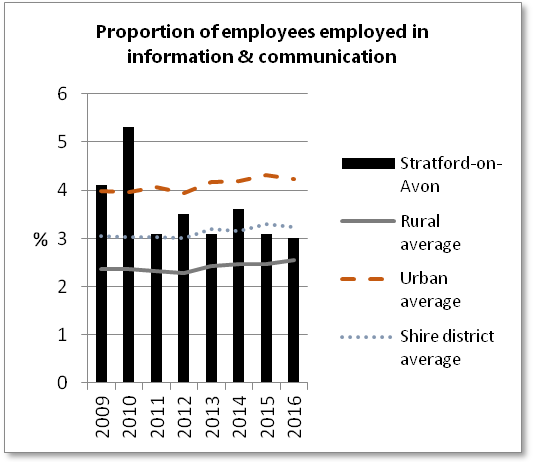 Proportion of employees employed in
information & communication
6
5
4
3
2
1
0
%
2009
2010
2011
2012
2013
2014
2015
2016
Stratford-on-
Avon
Rural
average
Urban
average
Shire district
average